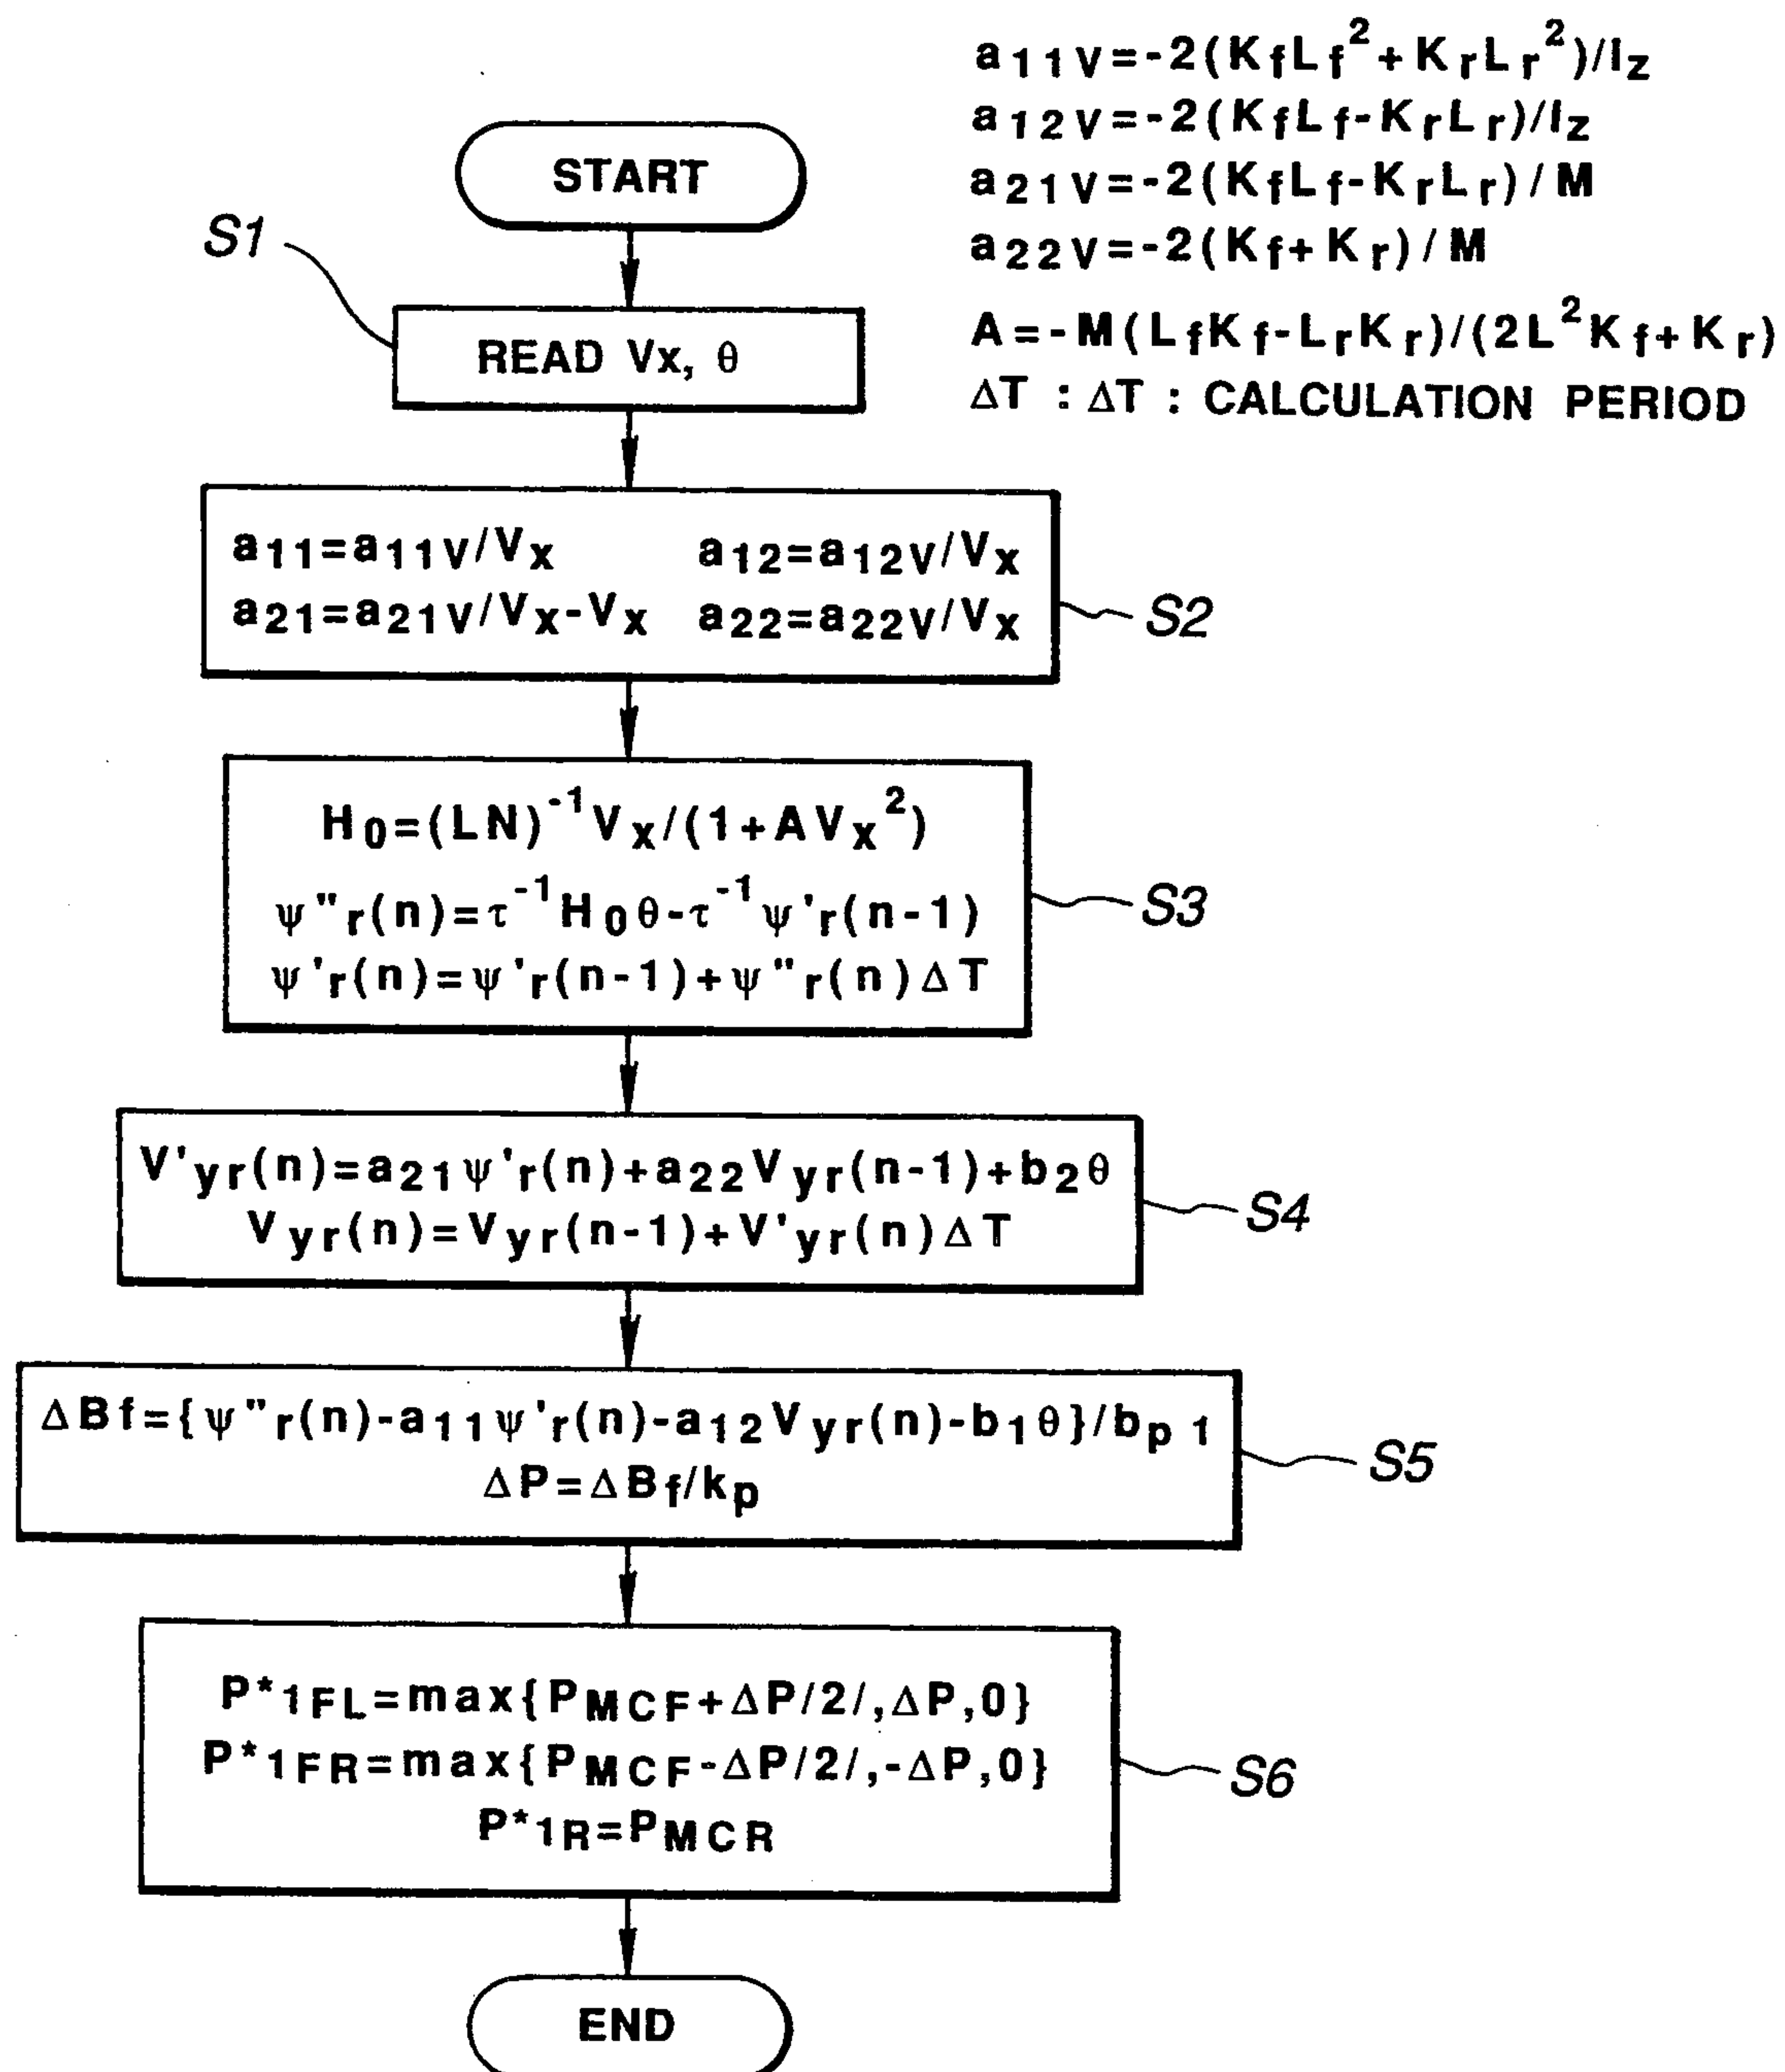 a11V=-2(KfLf²+KrLr²)/Iz
a12V=-2(KfLf-KrLr)/Iz
a21V=-2(KfLf-KrLr)/M
a22V=-2(Kf+Kr)/M
A=-M(LfKf-LrKr)/(2L²Kf+Kr)
ΔT : ΔT : CALCULATION PERIOD
START
S1
READ Vx, θ
a11=a11V/Vx a12=a12V/Vx
a21=a21V/Vx-Vx a22=a22V/Vx
S2
H0=(LN)⁻¹Vx/(1+AVx²)
ψ"r(n)=τ⁻¹H0θ-τ⁻¹ψ'r(n-1)
ψ'r(n)=ψ'r(n-1)+ψ"r(n)ΔT
S3
V'yr(n)=a21ψ'r(n)+a22Vyr(n-1)+b2θ
Vyr(n)=Vyr(n-1)+V'yr(n)ΔT
S4
ΔBf={ψ"r(n)-a11ψ'r(n)-a12Vyr(n)-b1θ}/bp1
ΔP=ΔBf/kp
S5
P*1FL=max{PMCF+ΔP/2/,ΔP,0}
P*1FR=max{PMCF-ΔP/2/,-ΔP,0}
P*1R=PMCR
S6
END